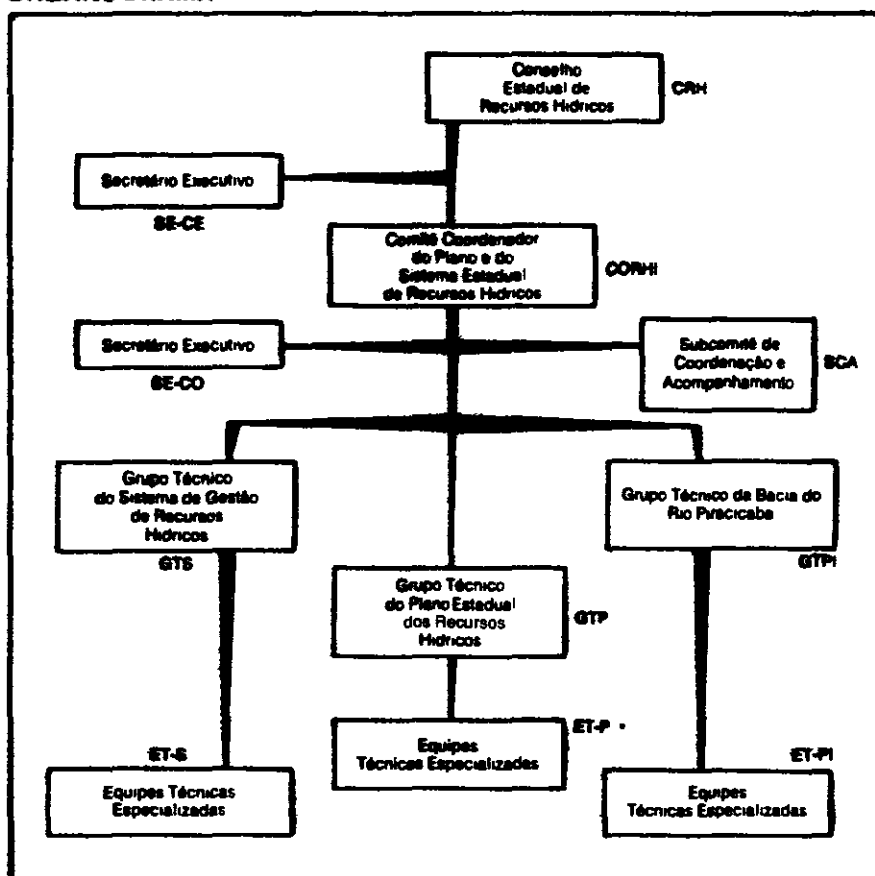 Conselho
Estadual de
Recursos Hídricos
CRH
Secretário Executivo
SE-CE
Comitê Coordenador
do Plano e do
Sistema Estadual
de Recursos Hídricos
CORHI
Secretário Executivo
SE-CO
Subcomitê de
Coordenação e
Acompanhamento
SCA
Grupo Técnico
do Sistema de Gestão
de Recursos
Hídricos
GTS
Grupo Técnico da Bacia do
Rio Piracicaba
GTPI
Grupo Técnico
do Plano Estadual
dos Recursos
Hídricos
GTP
ET-S
Equipes Técnicas
Especializadas
ET-P
Equipes
Técnicas Especializadas
ET-PI
Equipes
Técnicas Especializadas